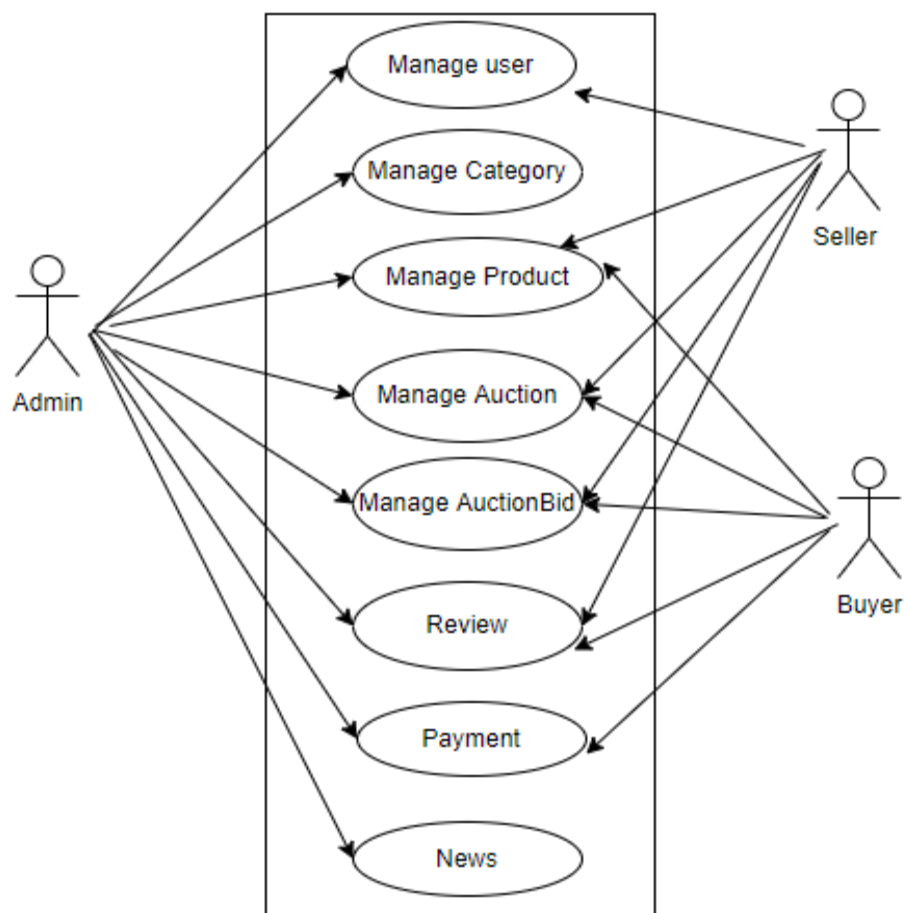 Manage user
Manage Category
Seller
Manage Product
Admin
Manage Auction
Manage AuctionBid
Buyer
Review
Payment
News